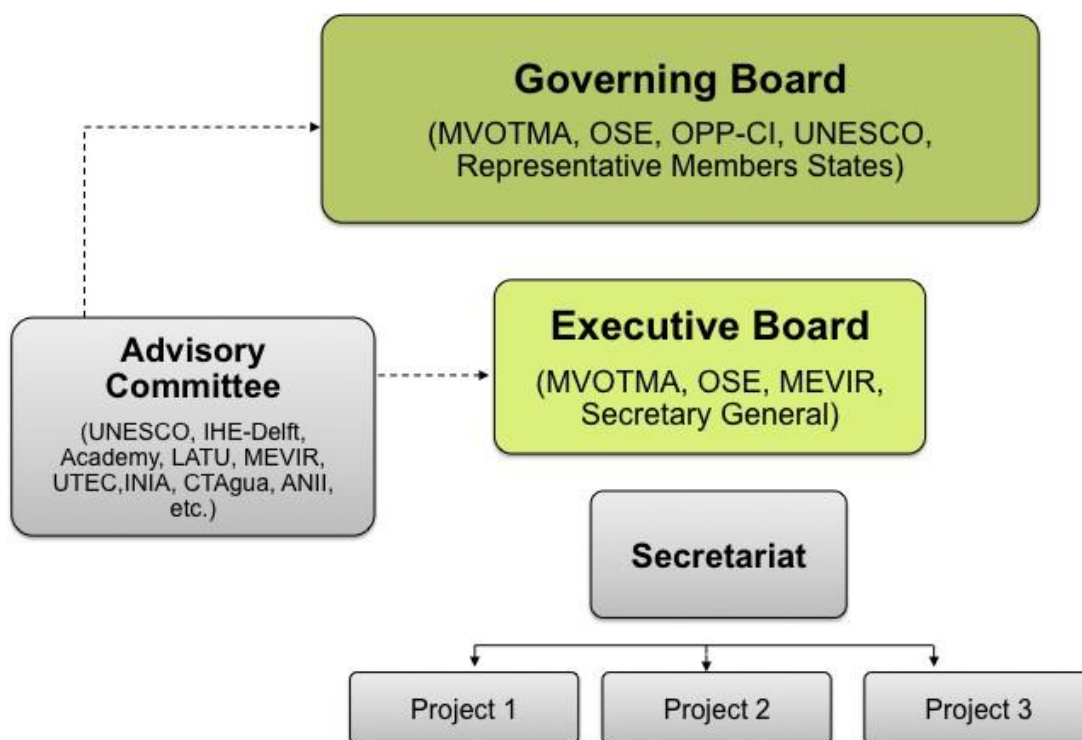 Governing Board
(MVOTMA, OSE, OPP-CI, UNESCO,
Representative Members States)
Executive Board
(MVOTMA, OSE, MEVIR,
Secretary General)
Advisory
Committee
(UNESCO, IHE-Delft,
Academy, LATU, MEVIR,
UTEC,INIA, CTAgua, ANII,
etc.)
Secretariat
Project 1
Project 2
Project 3